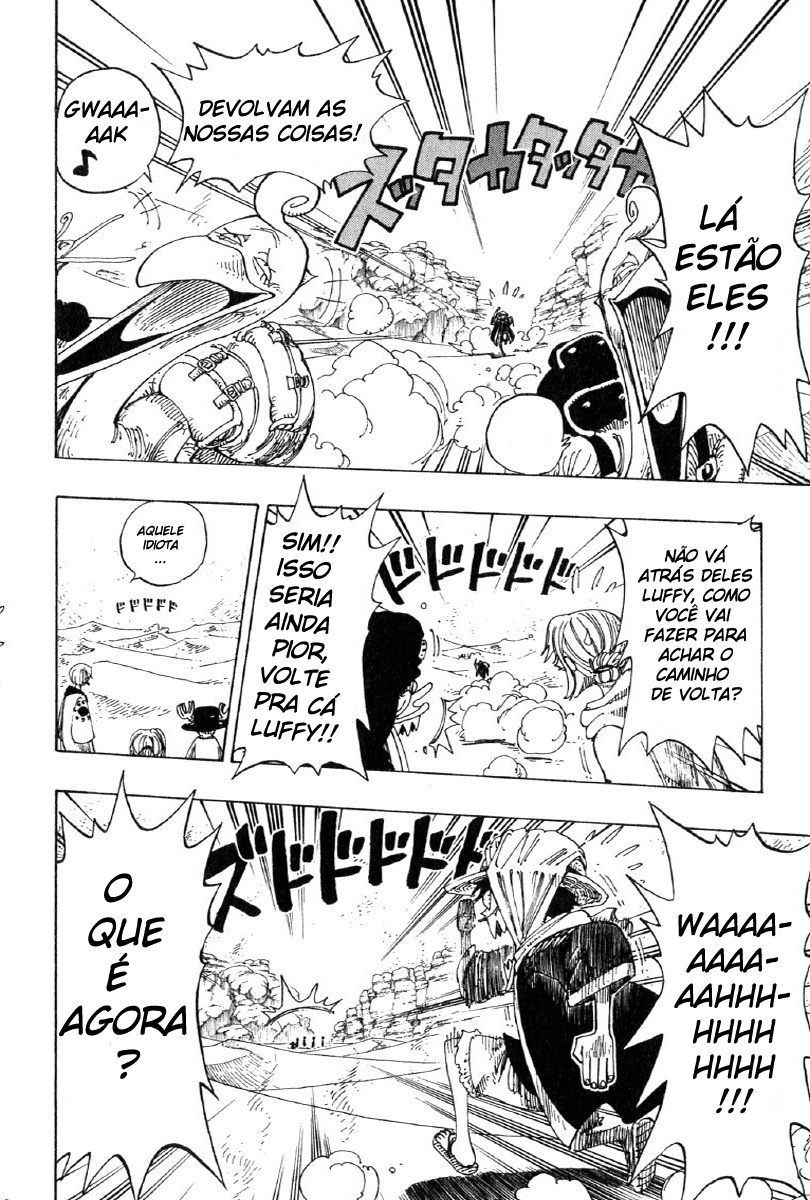 LÁ
ESTÃO
ELES
!!!
DEVOLVAM AS
NOSSAS COISAS!
GWAAA-
AAK
ズッタカタッタカ
NÃO VÁ
ATRÁS DELES
LUFFY, COMO
VOCÊ VAI
FAZER PARA
ACHAR O
CAMINHO
DE VOLTA?
ドドドドド
SIM!!
ISSO
SERIA
AINDA
PIOR,
VOLTE
PRA CÁ
LUFFY!!
AQUELE
IDIOTA
...
ドドドドド
WAAAA-
AAAA-
AAHHH-
HHHH
HHHH
!!!
ズドドドドド
O
QUE
É
AGORA
?